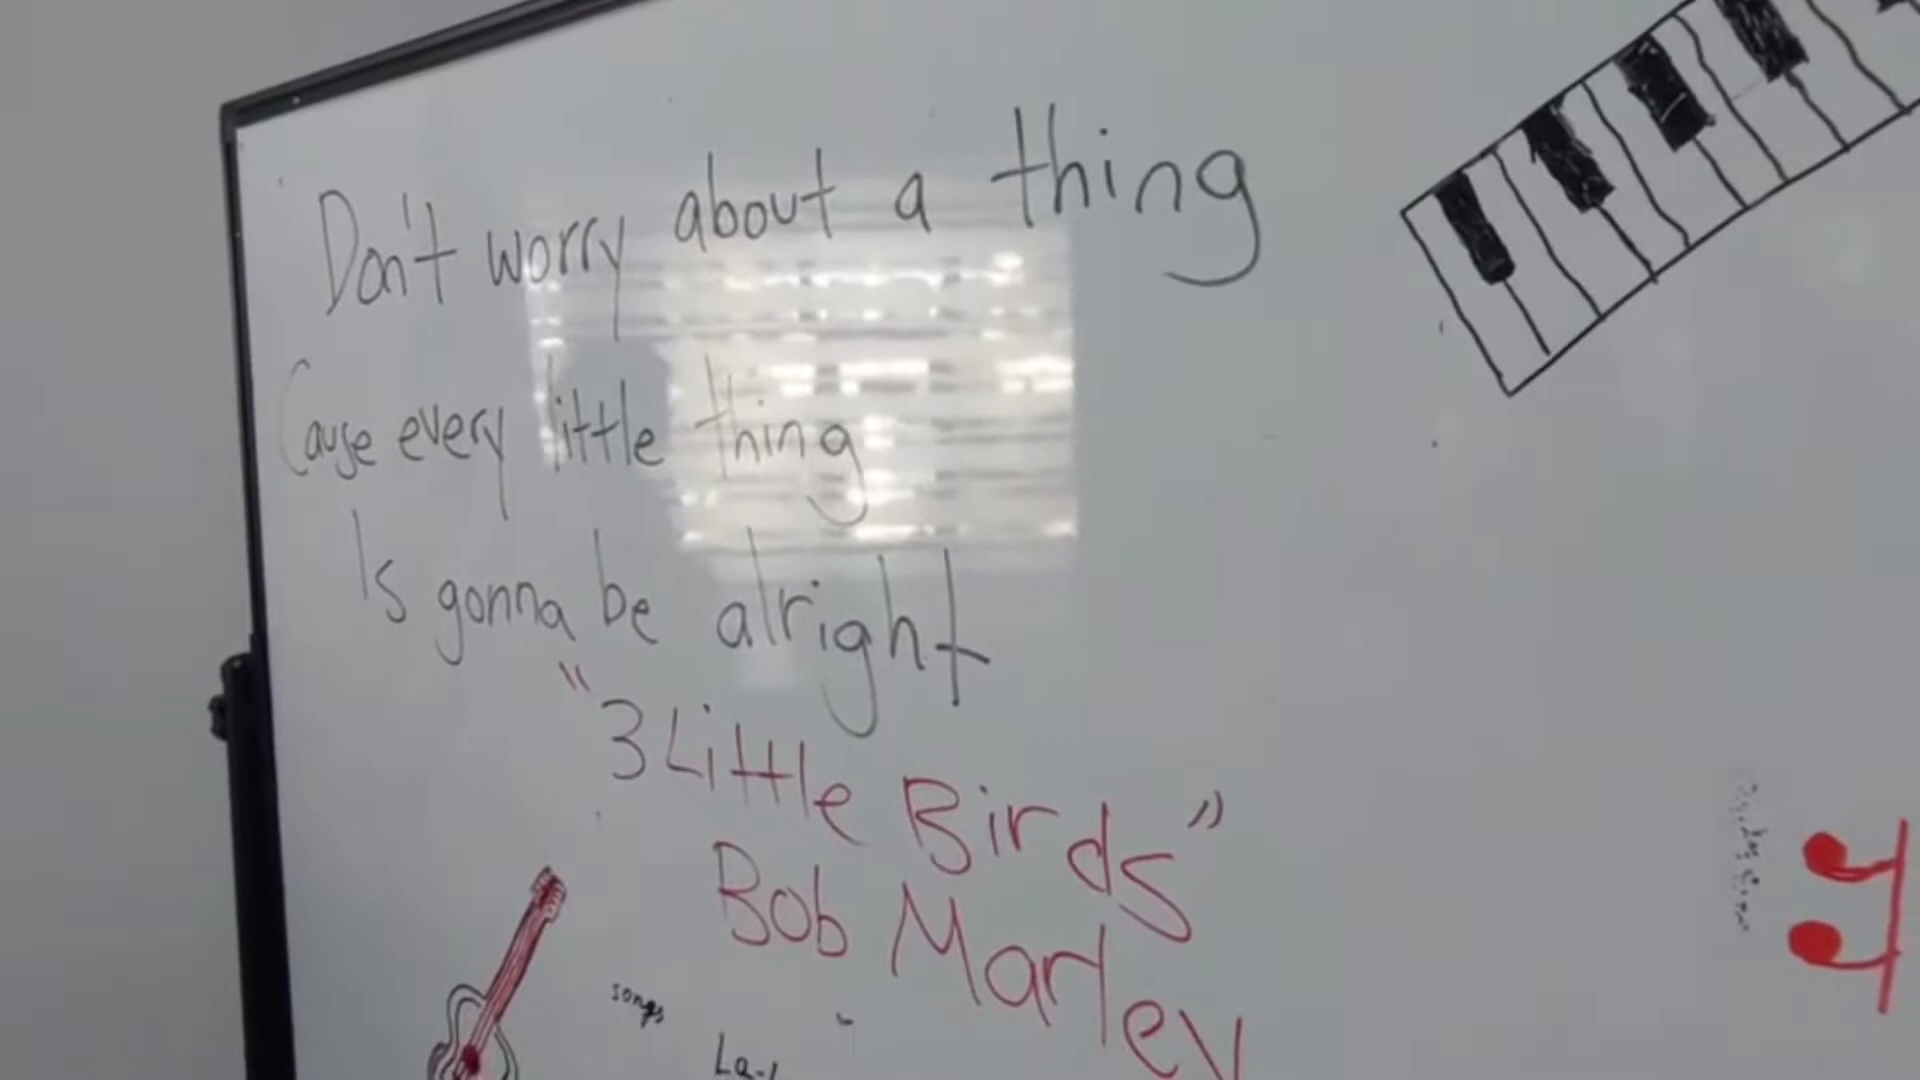 Don't worry about a thing
Cause every little thing
Is gonna be alright
"3 Little Birds"
Bob Marley
songs